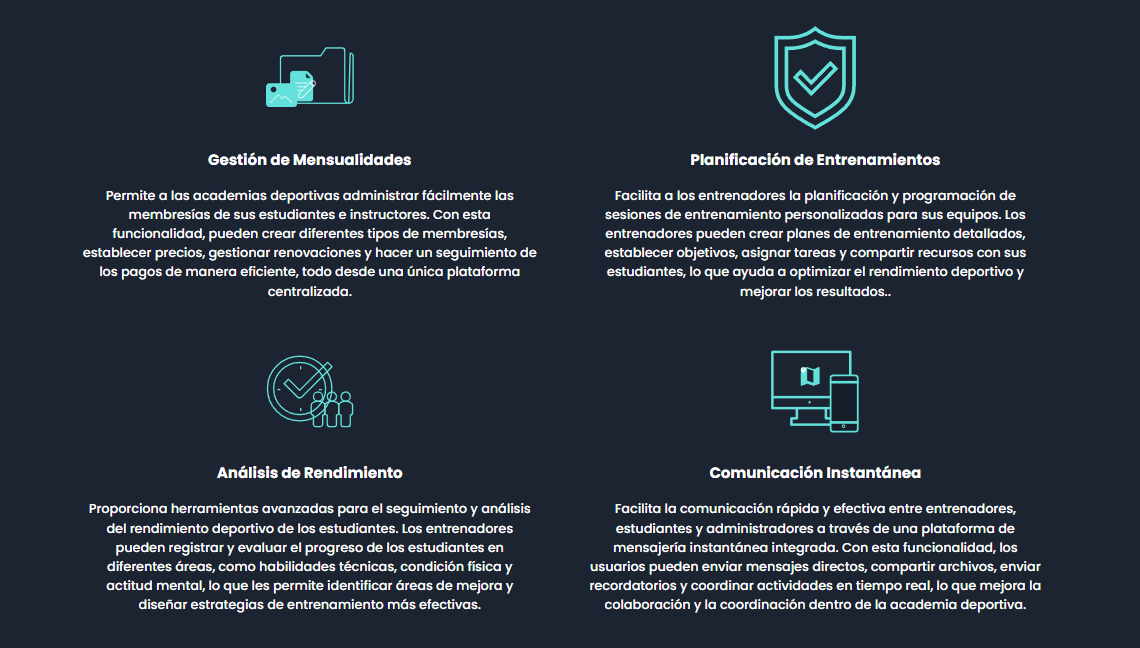 Gestión de Mensualidades
Permite a las academias deportivas administrar fácilmente las
membresías de sus estudiantes e instructores. Con esta
funcionalidad, pueden crear diferentes tipos de membresías,
establecer precios, gestionar renovaciones y hacer un seguimiento de
los pagos de manera eficiente, todo desde una única plataforma
centralizada.
Planificación de Entrenamientos
Facilita a los entrenadores la planificación y programación de
sesiones de entrenamiento personalizadas para sus equipos. Los
entrenadores pueden crear planes de entrenamiento detallados,
establecer objetivos, asignar tareas y compartir recursos con sus
estudiantes, lo que ayuda a optimizar el rendimiento deportivo y
mejorar los resultados..
Análisis de Rendimiento
Proporciona herramientas avanzadas para el seguimiento y análisis
del rendimiento deportivo de los estudiantes. Los entrenadores
pueden registrar y evaluar el progreso de los estudiantes en
diferentes áreas, como habilidades técnicas, condición física y
actitud mental, lo que les permite identificar áreas de mejora y
diseñar estrategias de entrenamiento más efectivas.
Comunicación Instantánea
Facilita la comunicación rápida y efectiva entre entrenadores,
estudiantes y administradores a través de una plataforma de
mensajería instantánea integrada. Con esta funcionalidad, los
usuarios pueden enviar mensajes directos, compartir archivos, enviar
recordatorios y coordinar actividades en tiempo real, lo que mejora la
colaboración y la coordinación dentro de la academia deportiva.